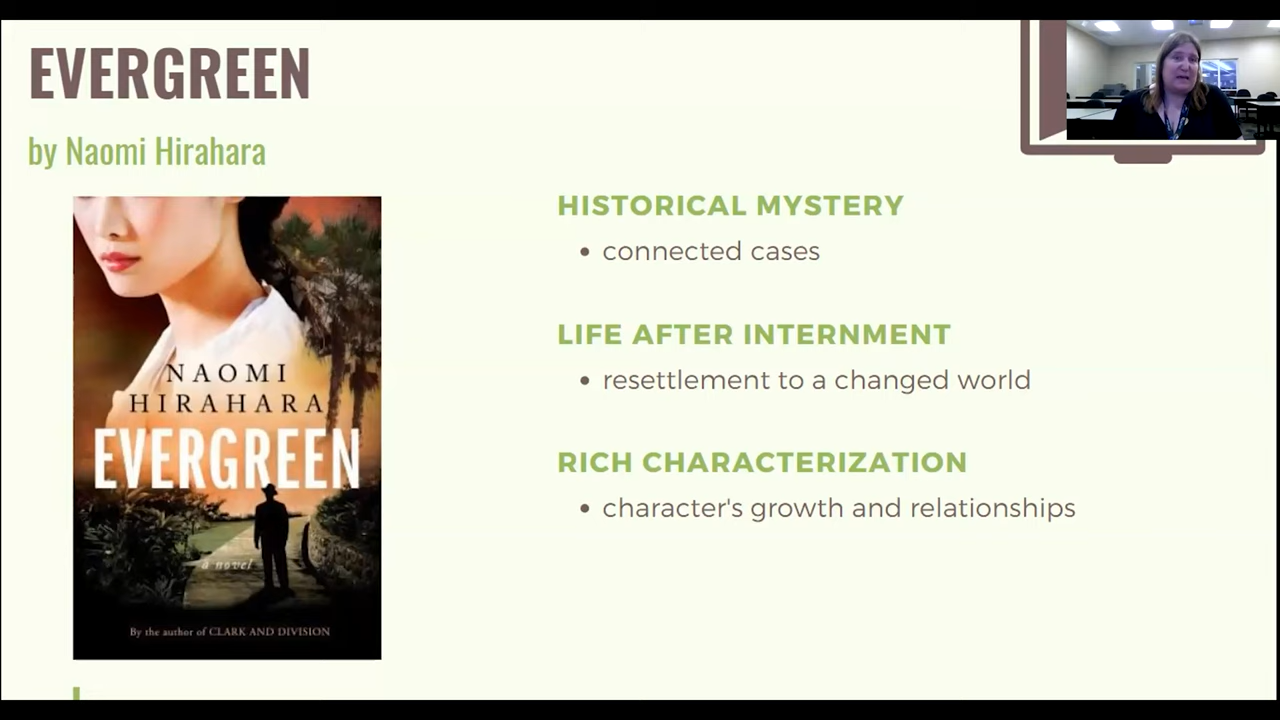 EVERGREEN
by Naomi Hirahara
NAOMI
HIRAHARA
EVERGREEN
a novel
By the author of CLARK AND DIVISION
HISTORICAL MYSTERY
• connected cases
LIFE AFTER INTERNMENT
• resettlement to a changed world
RICH CHARACTERIZATION
• character's growth and relationships